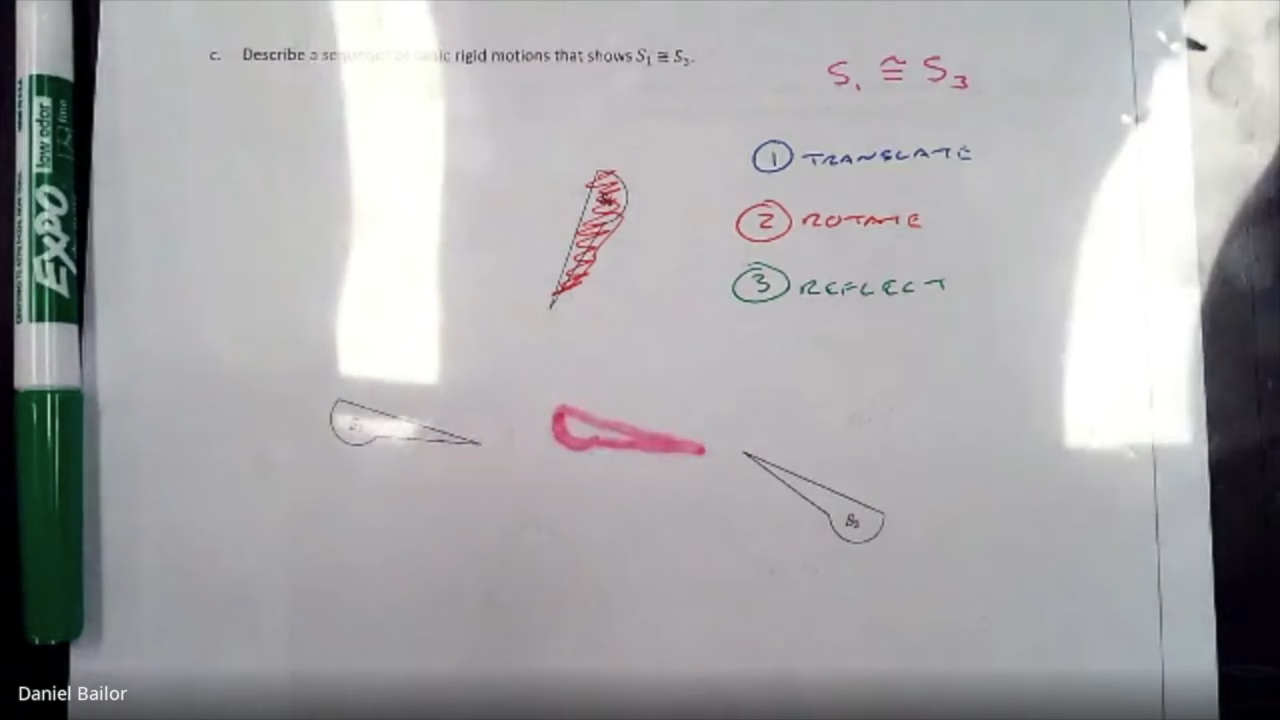 c. Describe a sequence of basic rigid motions that shows S₁ ≅ S₃.
S₁ ≅ S₃
① TRANSLATE
② ROTATE
③ REFLECT
EXPO
low odor
fine
S₃
Daniel Bailor